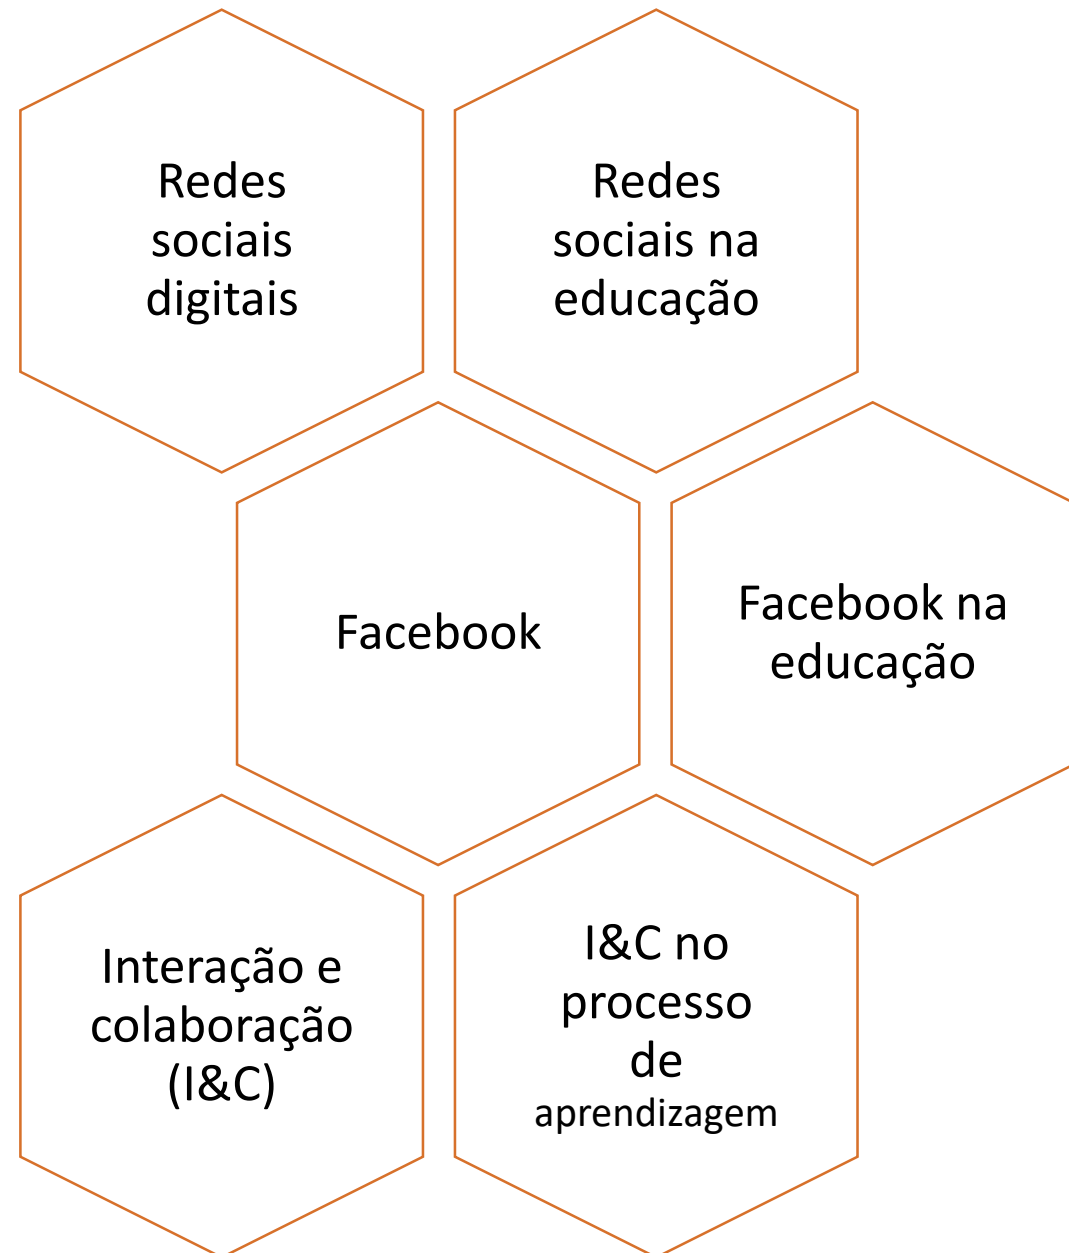 Redes
sociais
digitais
Redes
sociais na
educação
Facebook
Facebook na
educação
Interação e
colaboração
(I&C)
I&C no
processo
de
aprendizagem